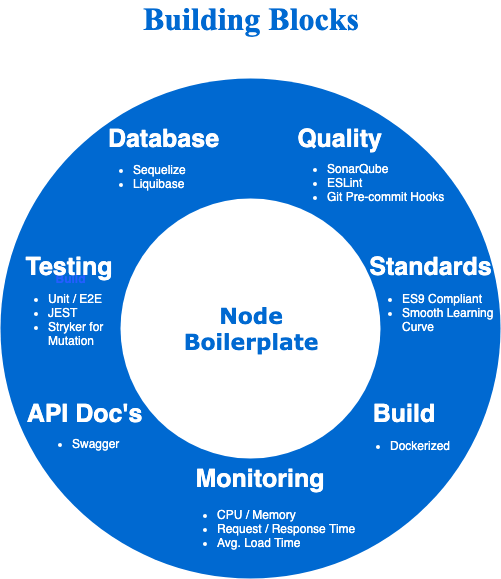 Building Blocks
Database
• Sequelize
• Liquibase
Quality
• SonarQube
• ESLint
• Git Pre-commit Hooks
Testing
Build
• Unit / E2E
• JEST
• Stryker for
Mutation
Standards
• ES9 Compliant
• Smooth Learning
Curve
Node
Boilerplate
API Doc's
• Swagger
Build
• Dockerized
Monitoring
• CPU / Memory
• Request / Response Time
• Avg. Load Time